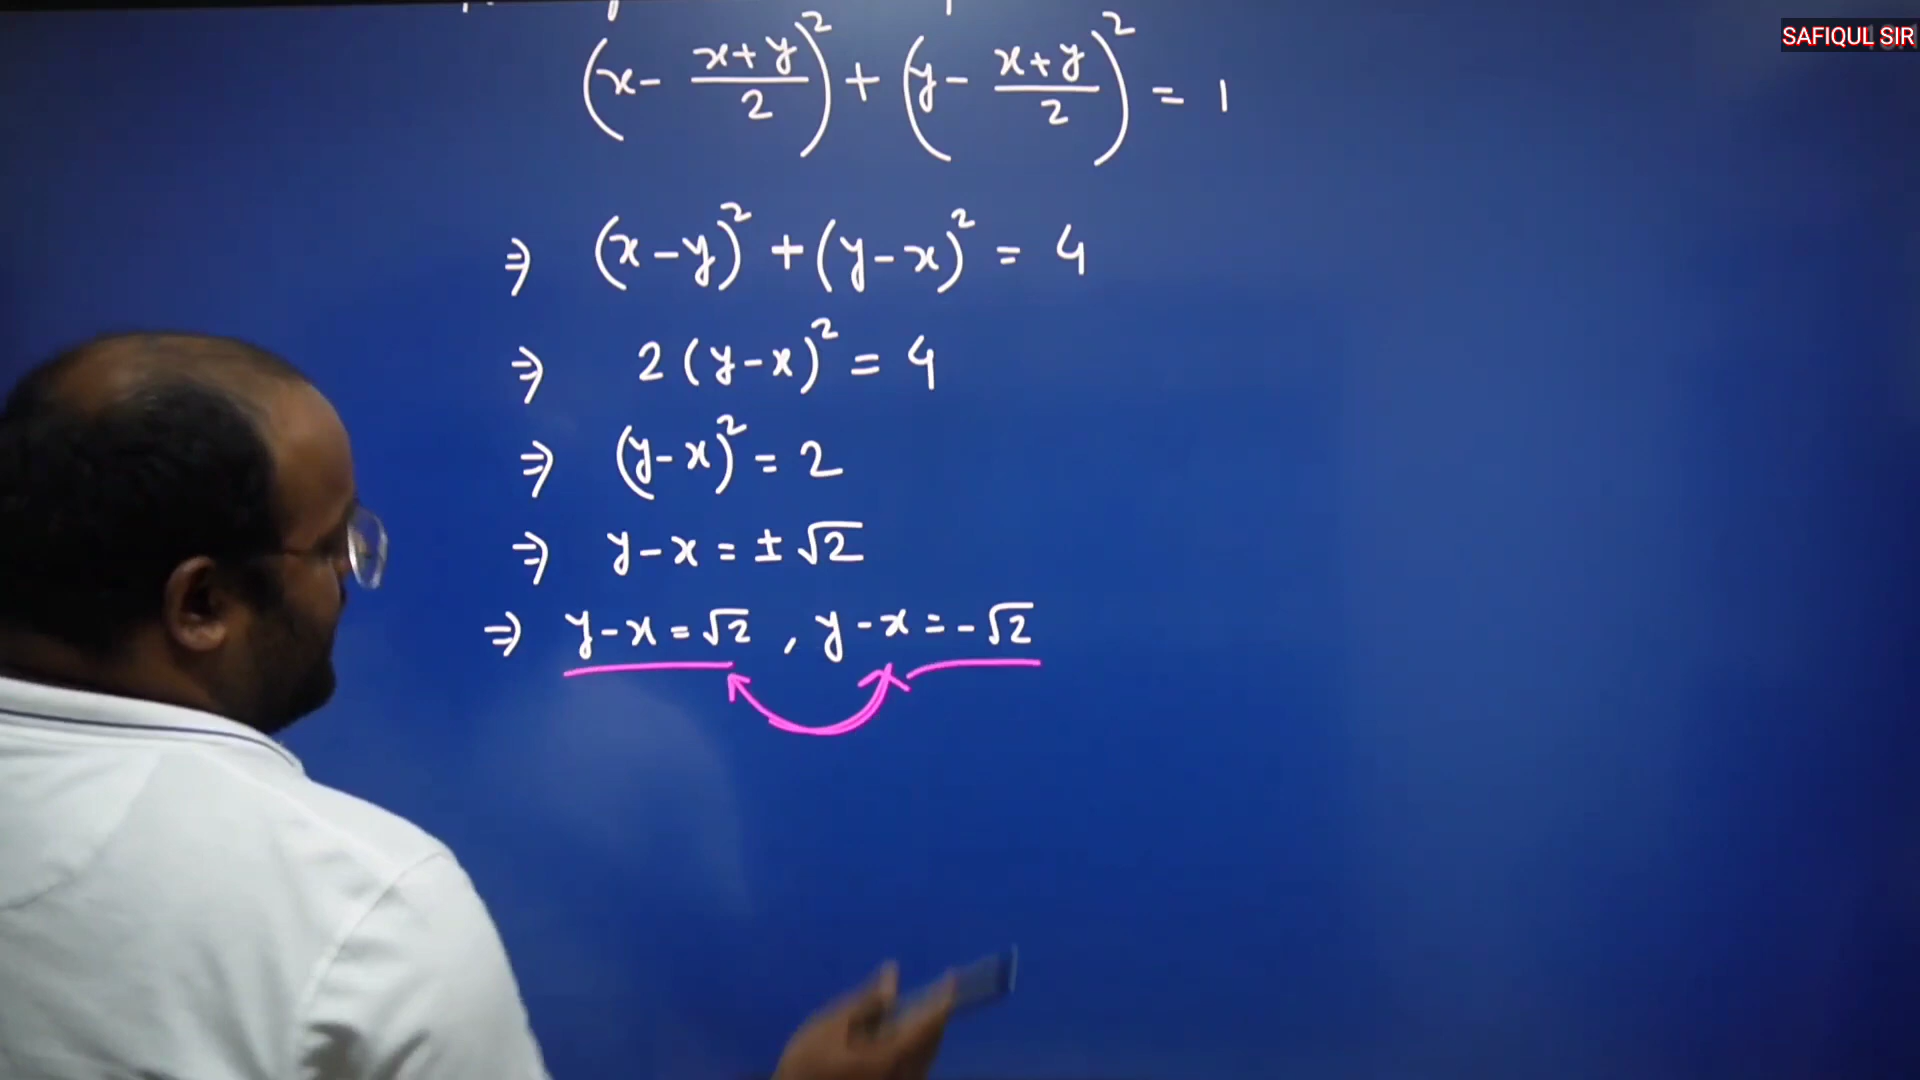 SAFIQUL SIR
(x - (x+y)/2)² + (y - (x+y)/2)² = 1
⇒ (x-y)² + (y-x)² = 4
⇒ 2(y-x)² = 4
⇒ (y-x)² = 2
⇒ y-x = ±√2
⇒ y-x = √2 , y-x = -√2